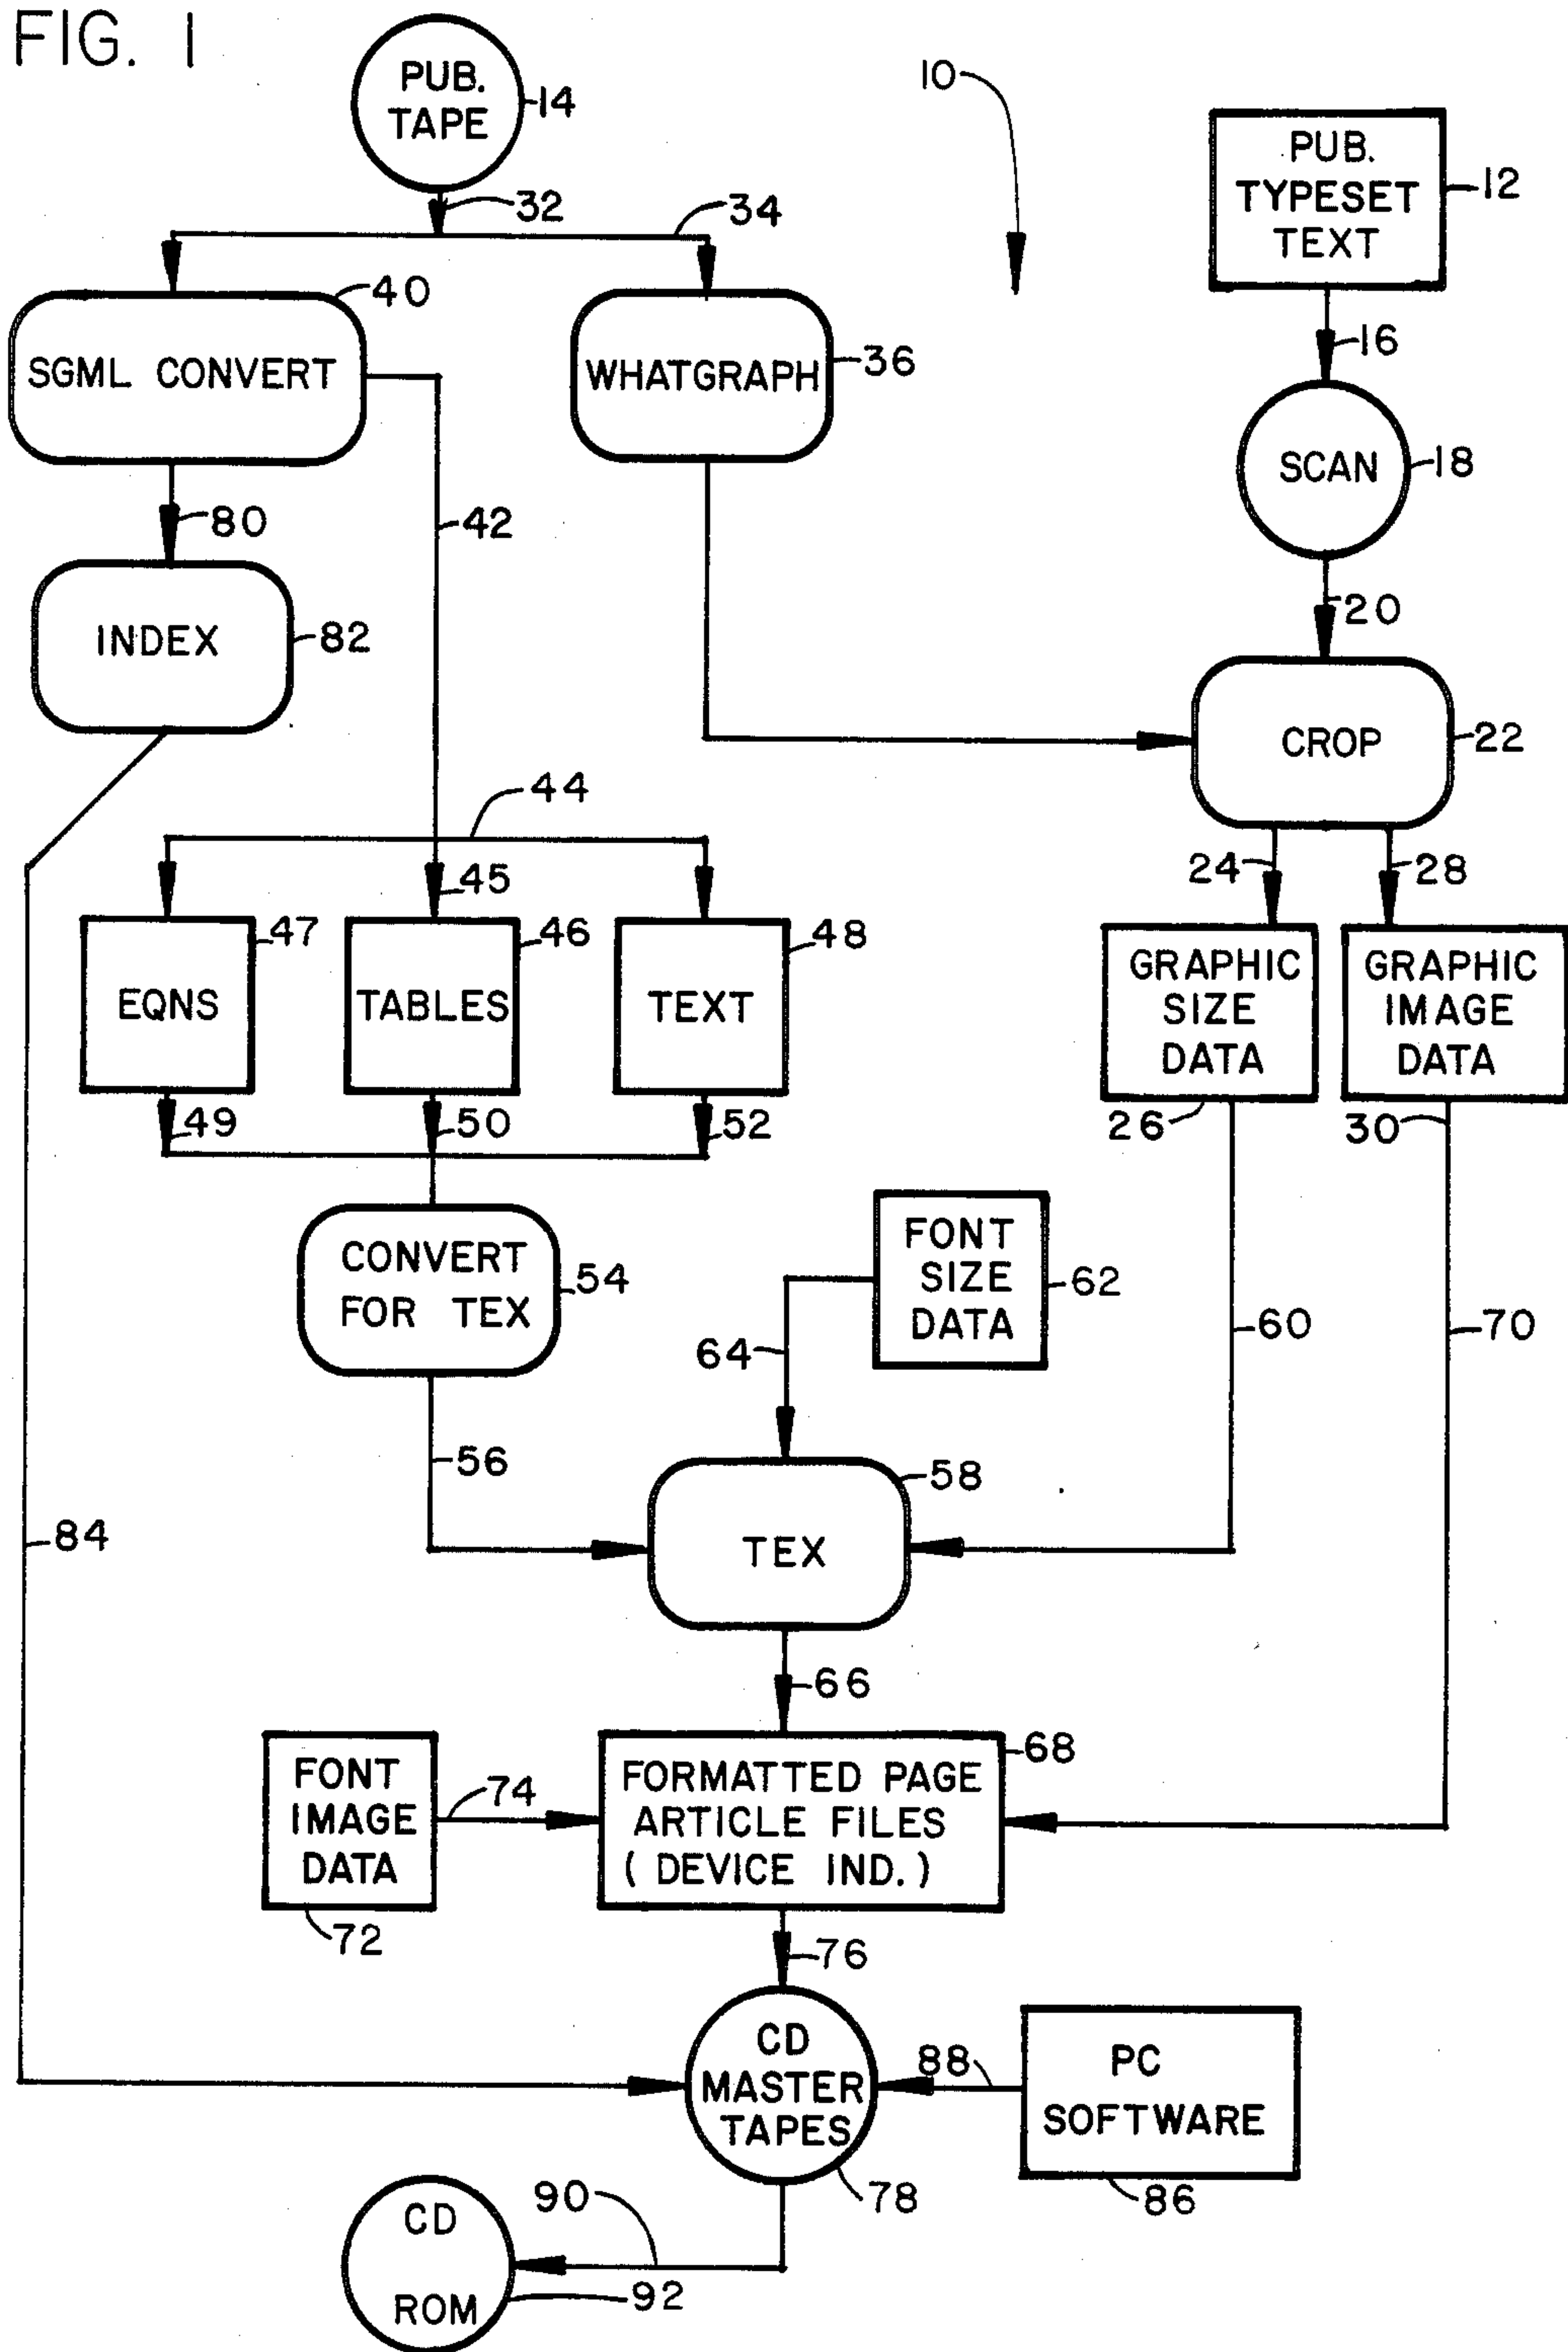 FIG. 1
PUB.
TAPE
14
10
PUB.
TYPESET
TEXT
12
32
34
16
40
SGML CONVERT
WHATGRAPH
36
SCAN
18
80
42
20
INDEX
82
CROP
22
44
45
24
28
47
EQNS
46
TABLES
48
TEXT
GRAPHIC
SIZE
DATA
GRAPHIC
IMAGE
DATA
49
50
52
26
30
CONVERT
FOR TEX
54
FONT
SIZE
DATA
62
64
60
70
56
58
TEX
84
66
FONT
IMAGE
DATA
72
74
FORMATTED PAGE
ARTICLE FILES
( DEVICE IND. )
68
76
CD
MASTER
TAPES
78
88
PC
SOFTWARE
86
90
CD
ROM
92